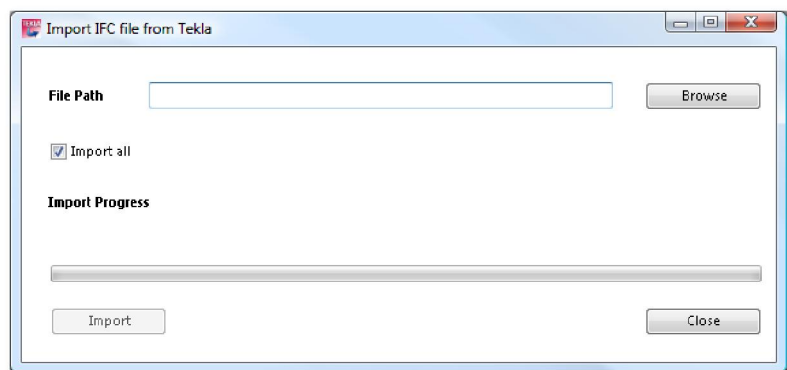 Import IFC file from Tekla
File Path
Browse
Import all
Import Progress
Import
Close